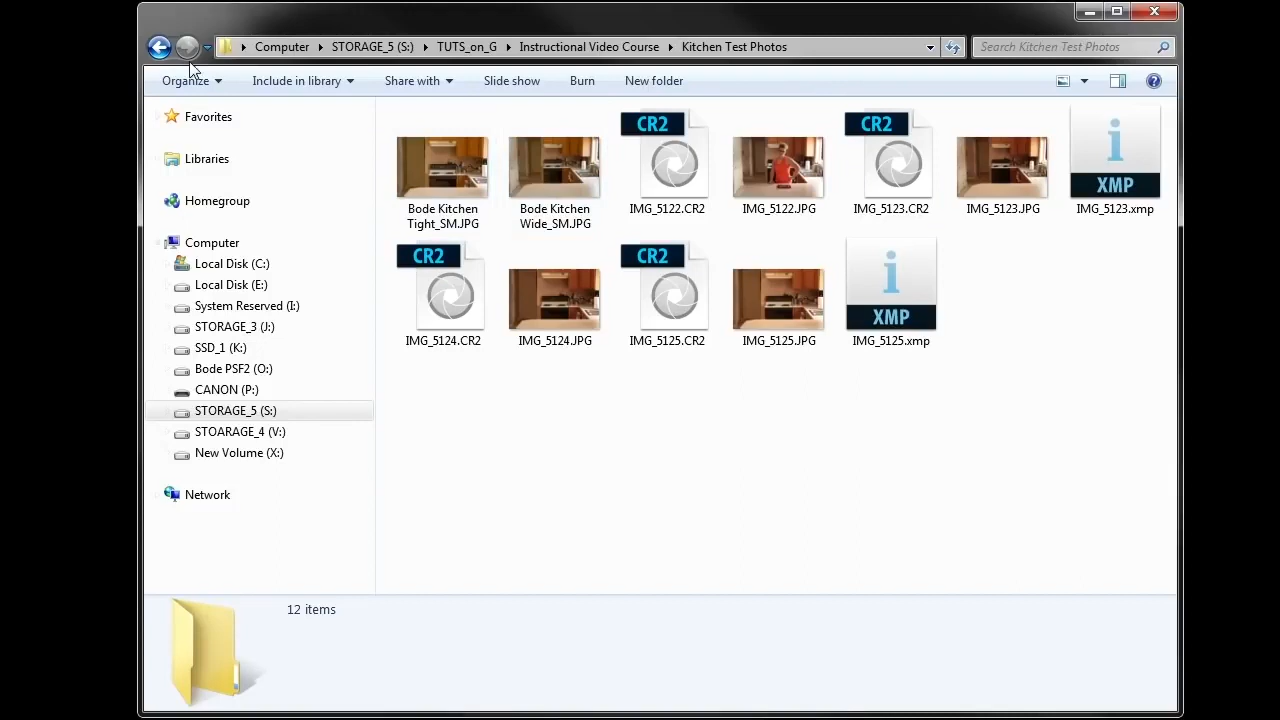 Computer STORAGE_5 (S:) TUTS_on_G Instructional Video Course Kitchen Test Photos Search Kitchen Test Photos
Organize Include in library Share with Slide show Burn New folder
Favorites
Libraries
Homegroup
Computer
Local Disk (C:)
Local Disk (E:)
System Reserved (I:)
STORAGE_3 (J:)
SSD_1 (K:)
Bode PSF2 (O:)
CANON (P:)
STORAGE_5 (S:)
STOARAGE_4 (V:)
New Volume (X:)
Network
CR2 CR2 XMP
Bode Kitchen Tight_SM.JPG
Bode Kitchen Wide_SM.JPG
IMG_5122.CR2
IMG_5122.JPG
IMG_5123.CR2
IMG_5123.JPG
IMG_5123.xmp
CR2 CR2 XMP
IMG_5124.CR2
IMG_5124.JPG
IMG_5125.CR2
IMG_5125.JPG
IMG_5125.xmp
12 items